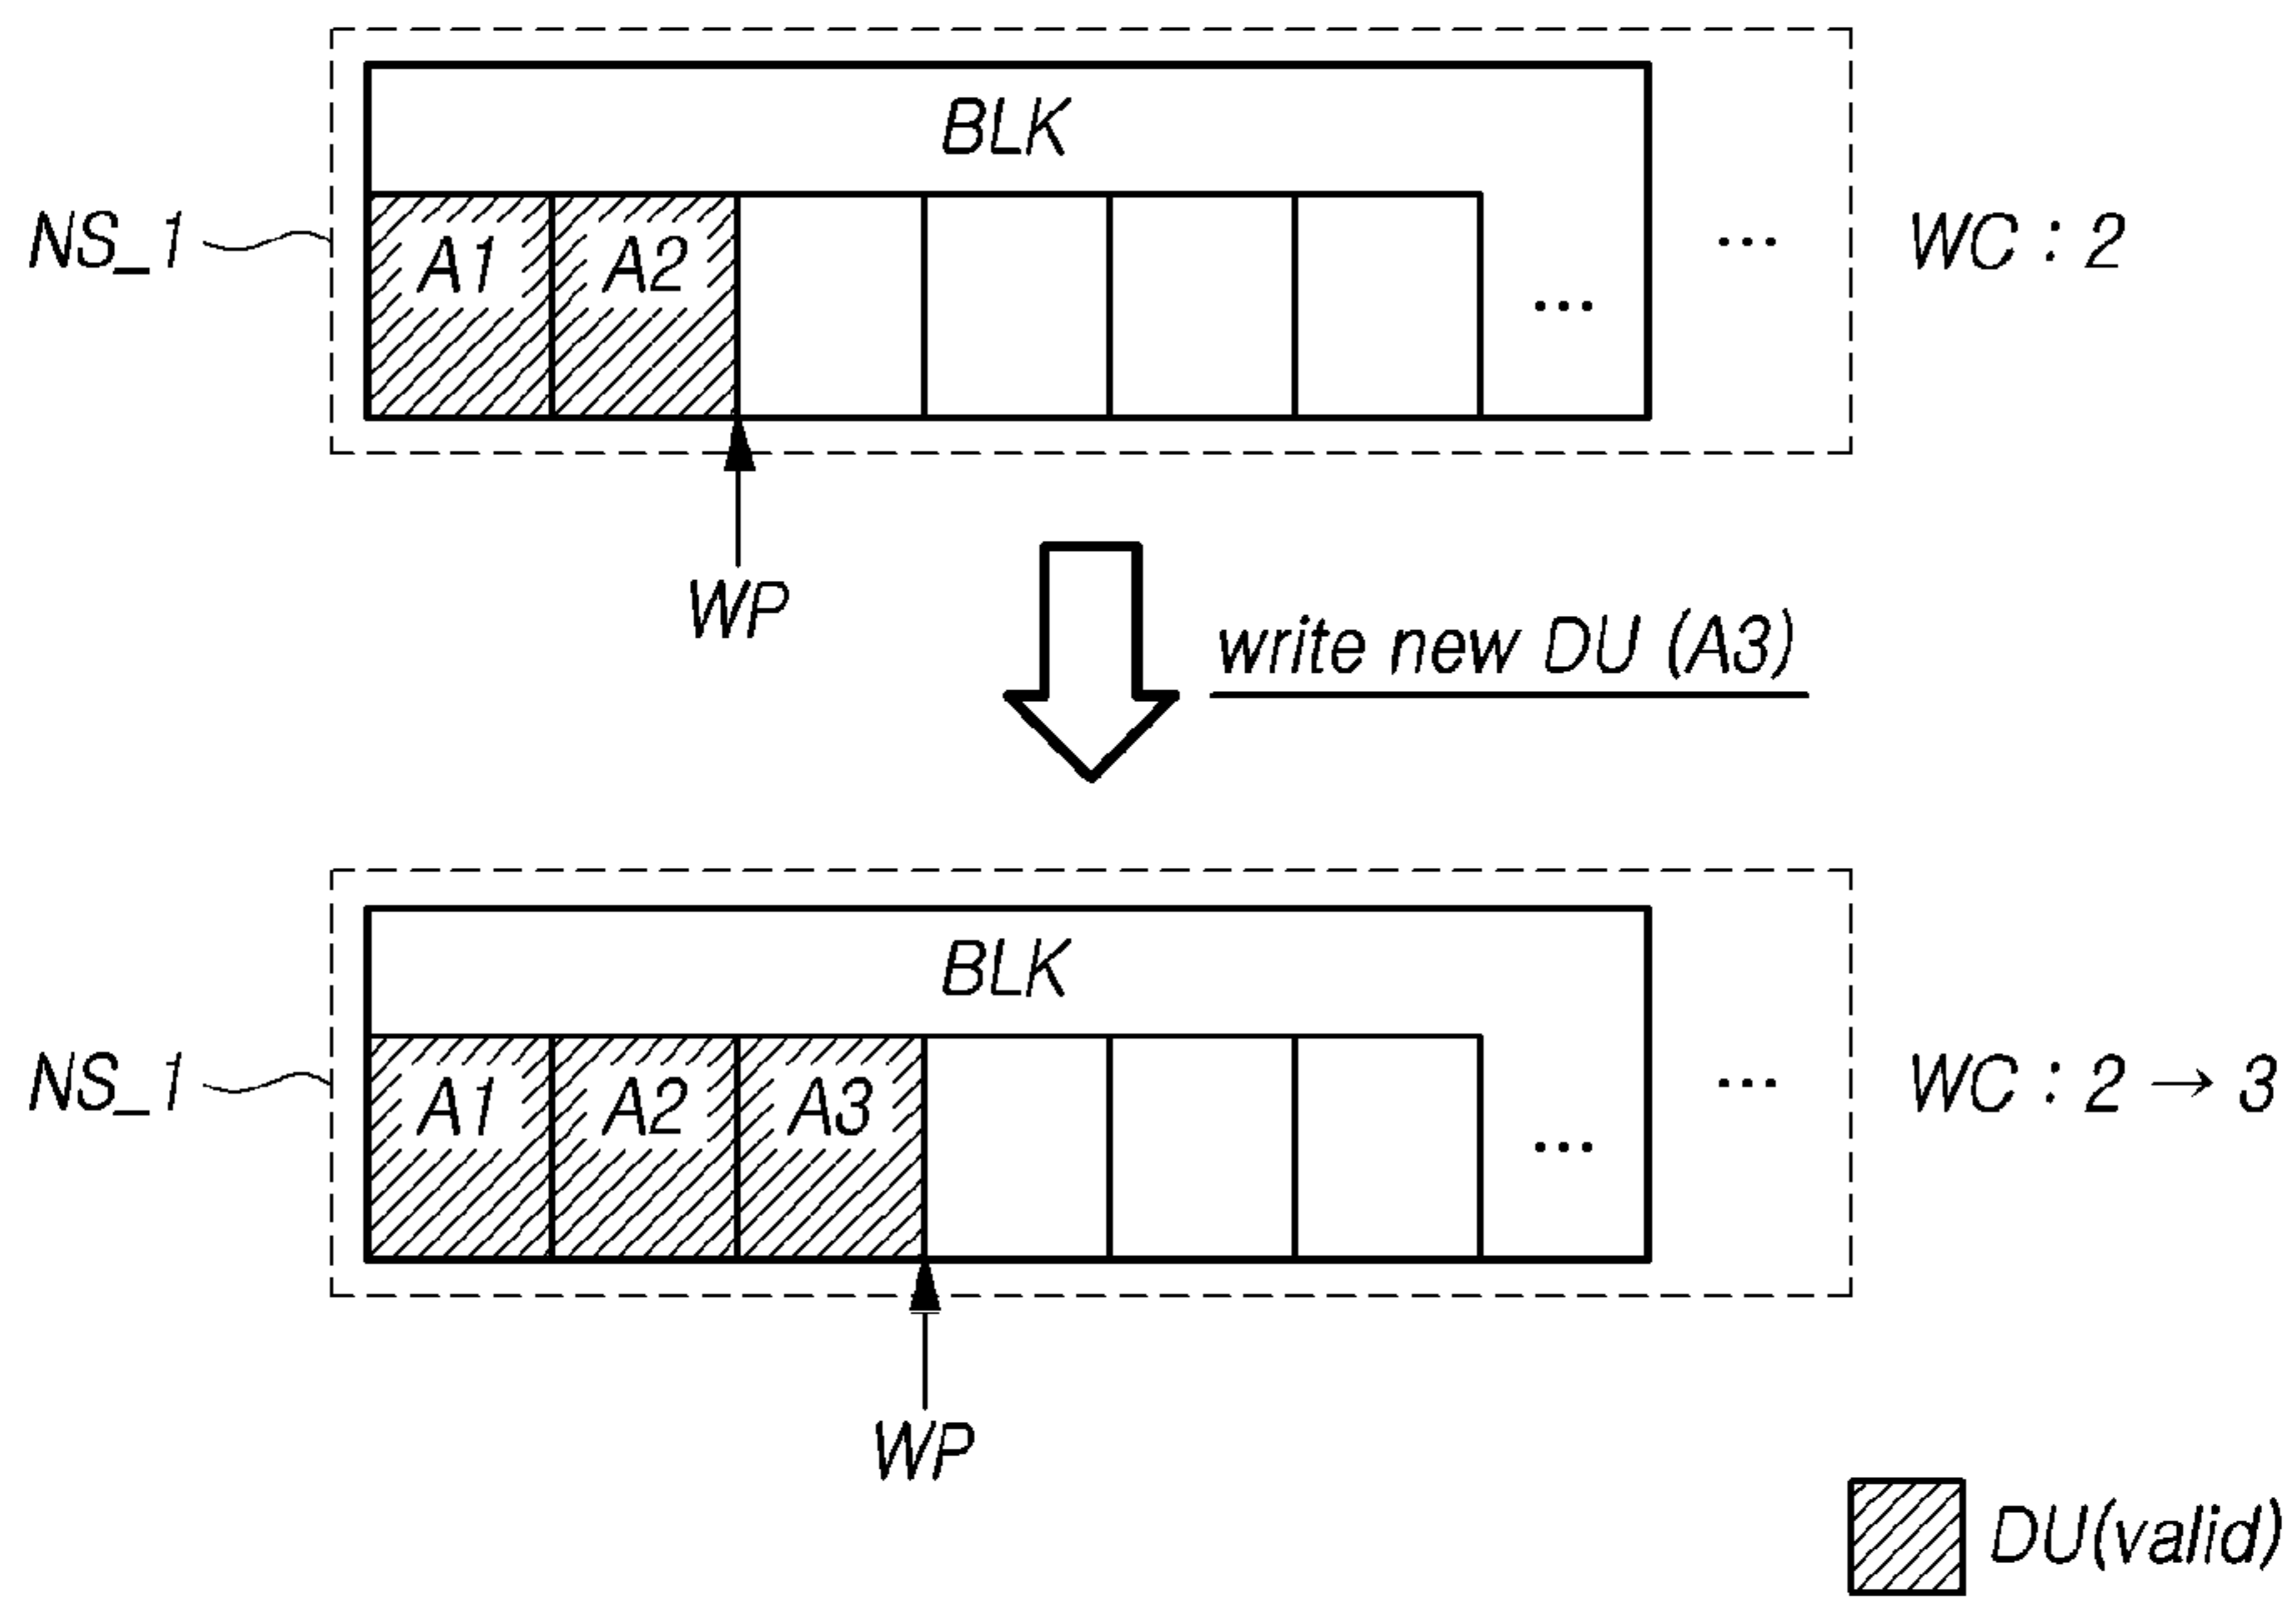 BLK
NS_1
A1 A2
...
...
WC : 2
WP
write new DU (A3)
BLK
NS_1
A1 A2 A3
...
...
WC : 2 → 3
WP
DU(valid)